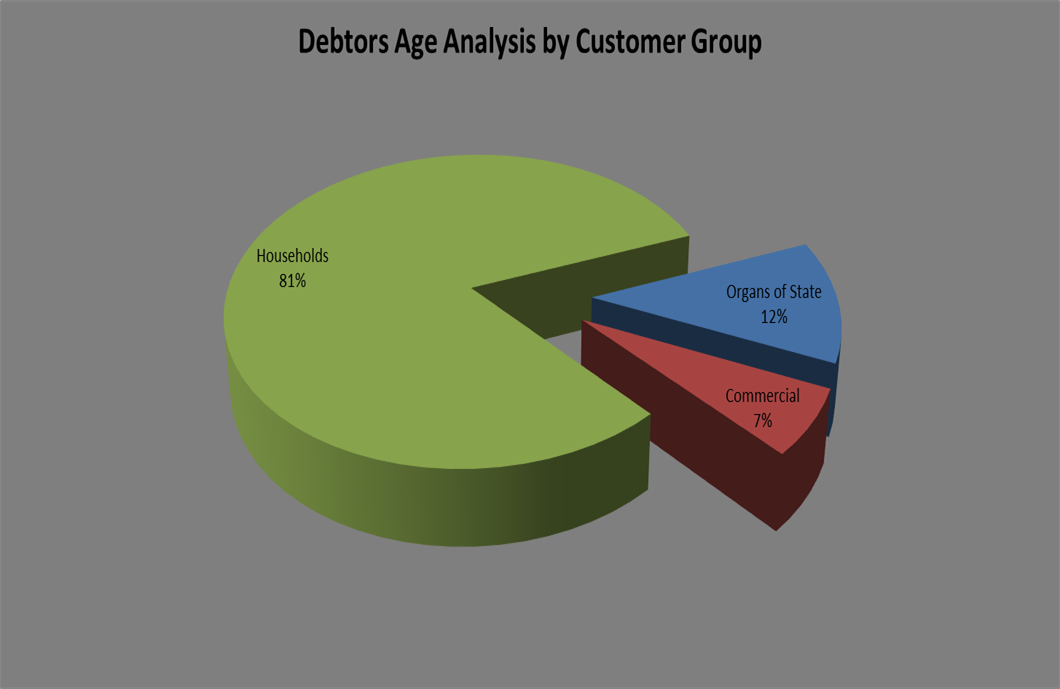 Debtors Age Analysis by Customer Group
Households
81%
Organs of State
12%
Commercial
7%